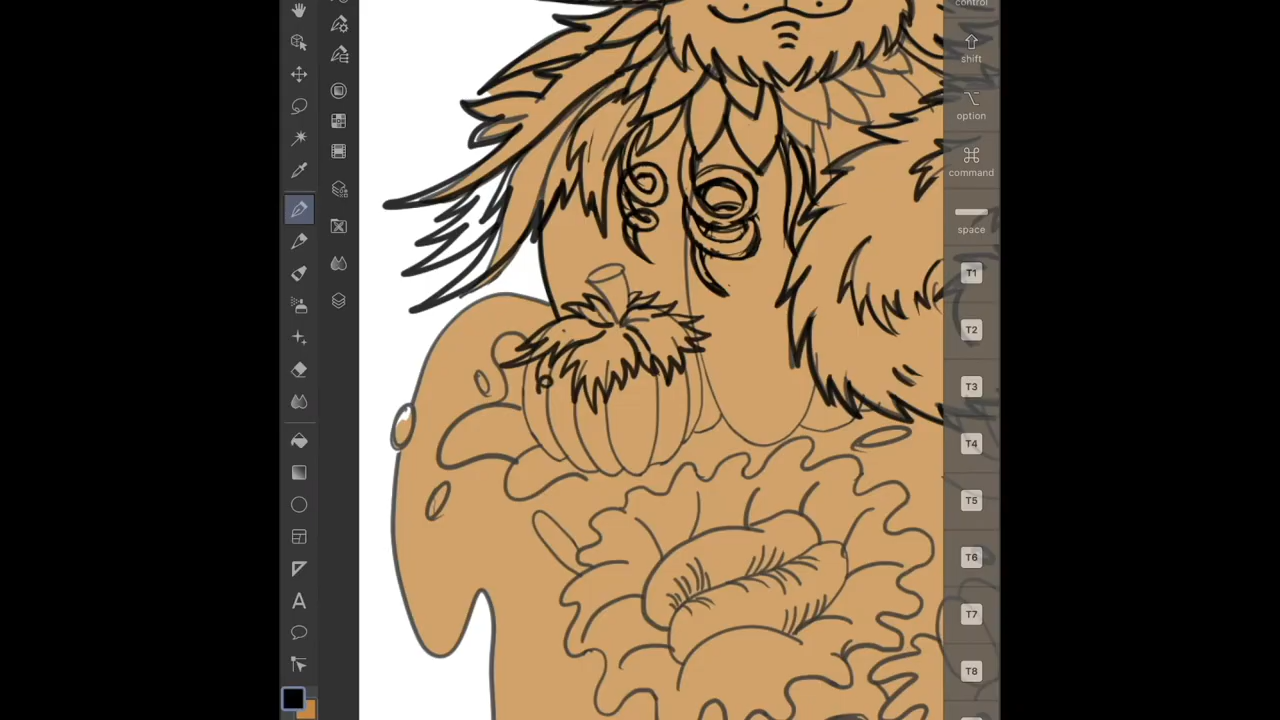 control
shift
option
command
space
T1
T2
T3
T4
T5
T6
T7
T8